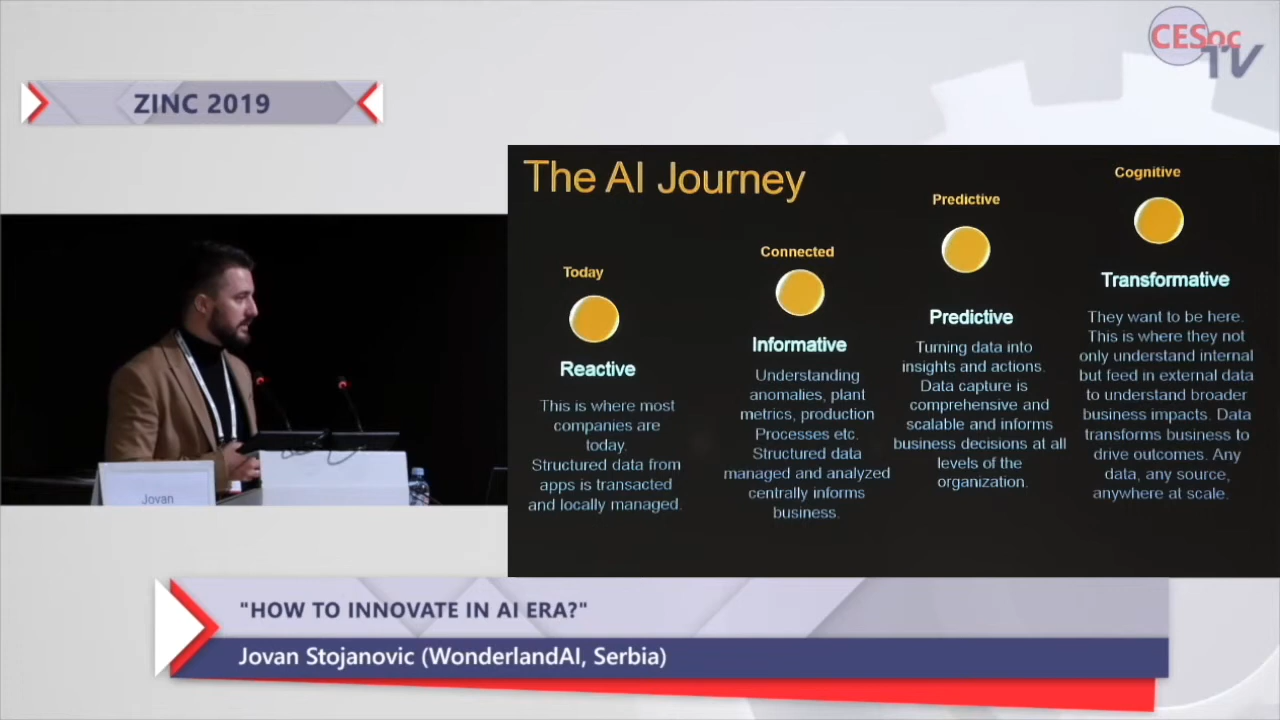 CESoc
TV
ZINC 2019
The AI Journey
Today
Reactive
This is where most
companies are
today.
Structured data from
apps is transacted
and locally managed.
Connected
Informative
Understanding
anomalies, plant
metrics, production
Processes etc.
Structured data
managed and analyzed
centrally informs
business.
Predictive
Predictive
Turning data into
insights and actions.
Data capture is
comprehensive and
scalable and informs
business decisions at all
levels of the
organization.
Cognitive
Transformative
They want to be here.
This is where they not
only understand internal
but feed in external data
to understand broader
business impacts. Data
transforms business to
drive outcomes. Any
data, any source,
anywhere at scale.
Jovan
"HOW TO INNOVATE IN AI ERA?"
Jovan Stojanovic (WonderlandAI, Serbia)